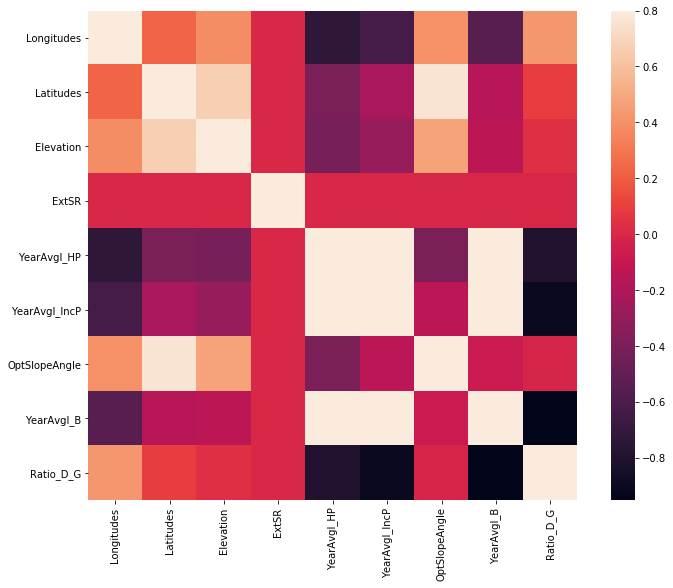 Longitudes
Latitudes
Elevation
ExtSR
YearAvgI_HP
YearAvgI_IncP
OptSlopeAngle
YearAvgI_B
Ratio_D_G
Longitudes
Latitudes
Elevation
ExtSR
YearAvgI_HP
YearAvgI_IncP
OptSlopeAngle
YearAvgI_B
Ratio_D_G
0.8
0.6
0.4
0.2
0.0
−0.2
−0.4
−0.6
−0.8